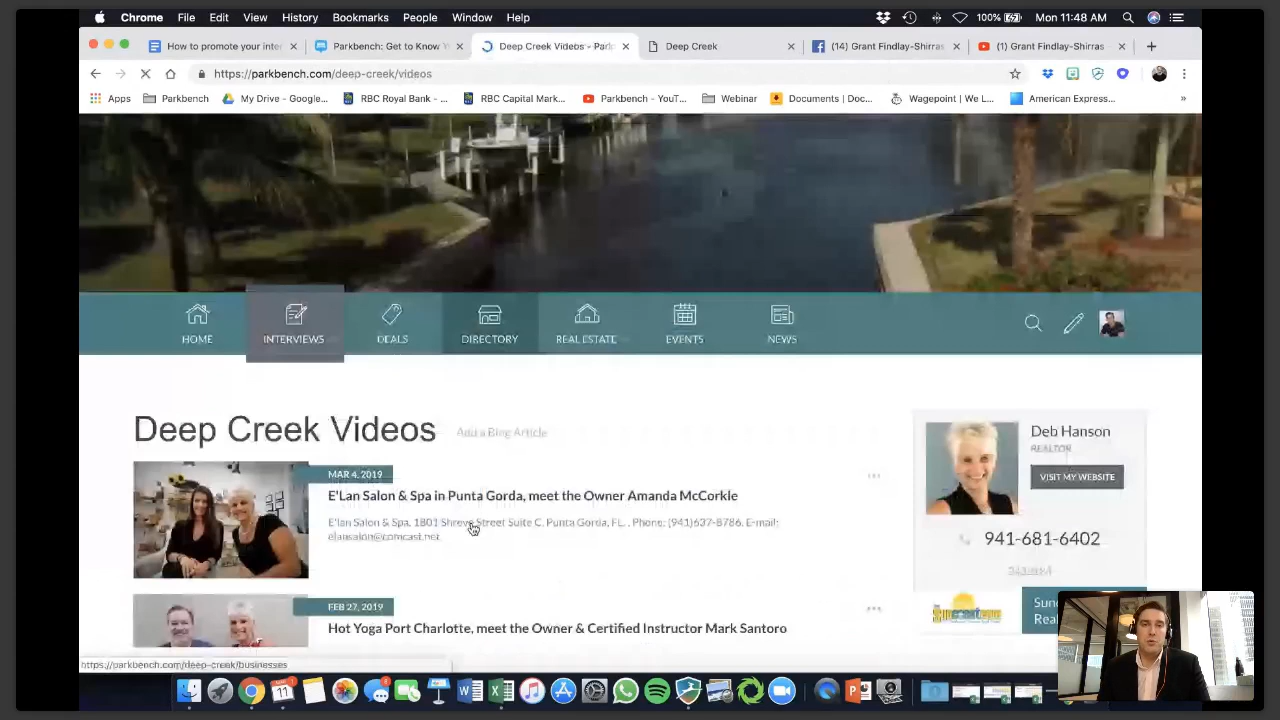 Chrome File Edit View History Bookmarks People Window Help 100% Mon 11:48 AM
How to promote your inte Parkbench: Get to Know Deep Creek Videos - Park Deep Creek (14) Grant Findlay-Shirras (1) Grant Findlay-Shirras
https://parkbench.com/deep-creek/videos
Apps Parkbench My Drive - Google... RBC Royal Bank - ... RBC Capital Mark... Parkbench - YouT... Webinar Documents | Doc... Wagepoint | We L... American Express... »
HOME INTERVIEWS DEALS DIRECTORY REAL ESTATE EVENTS NEWS
Deep Creek Videos Add a Blog Article
Deb Hanson
REALTOR
VISIT MY WEBSITE
941-681-6402
MAR 4, 2019
E'Lan Salon & Spa in Punta Gorda, meet the Owner Amanda McCorkle
E'lan Salon & Spa, 1801 Shreve Street Suite C, Punta Gorda, FL, , Phone: (941)637-8786. E-mail:
elansalon@comcast.net
FEB 27, 2019
Hot Yoga Port Charlotte, meet the Owner & Certified Instructor Mark Santoro
https://parkbench.com/deep-creek/businesses
11